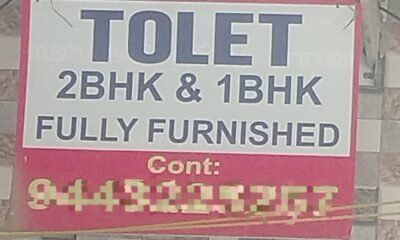 TOLET
2BHK & 1BHK
FULLY FURNISHED
Cont: